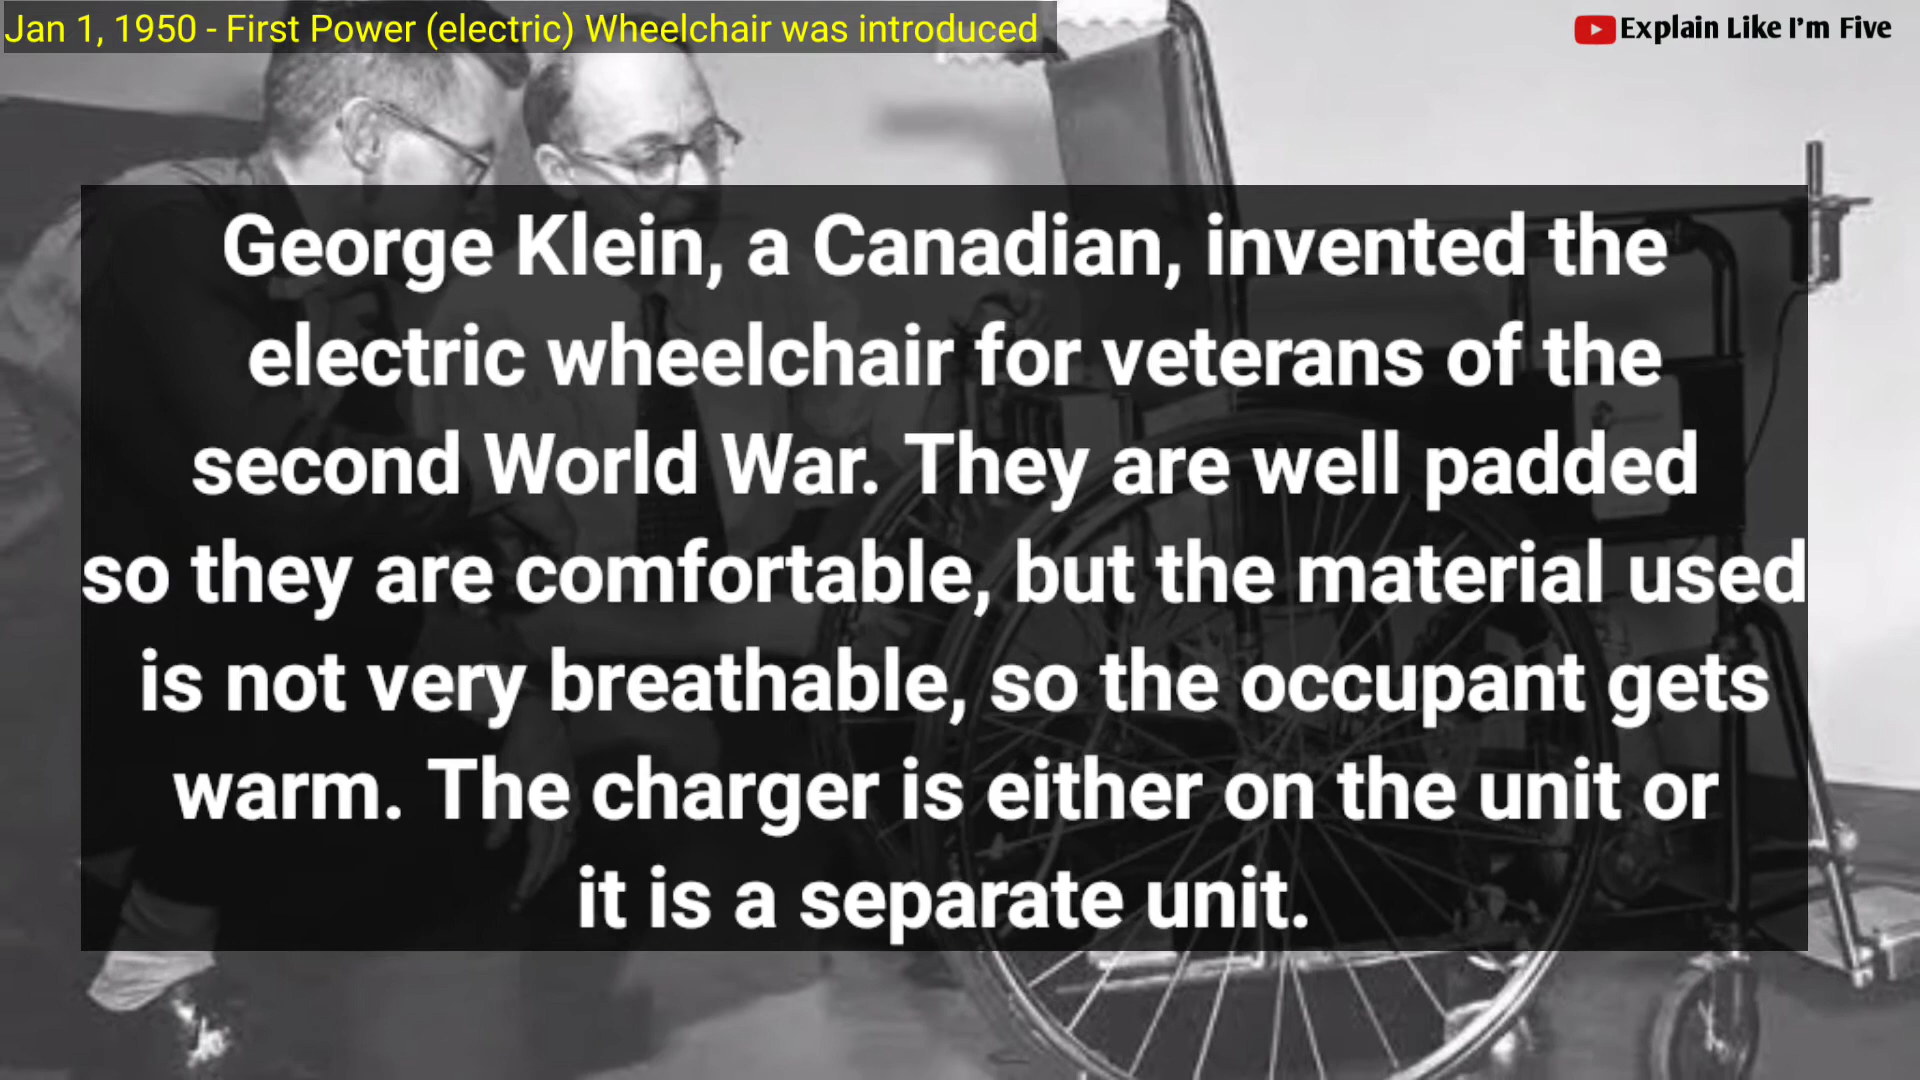 Jan 1, 1950 - First Power (electric) Wheelchair was introduced
Explain Like I'm Five
George Klein, a Canadian, invented the
electric wheelchair for veterans of the
second World War. They are well padded
so they are comfortable, but the material used
is not very breathable, so the occupant gets
warm. The charger is either on the unit or
it is a separate unit.